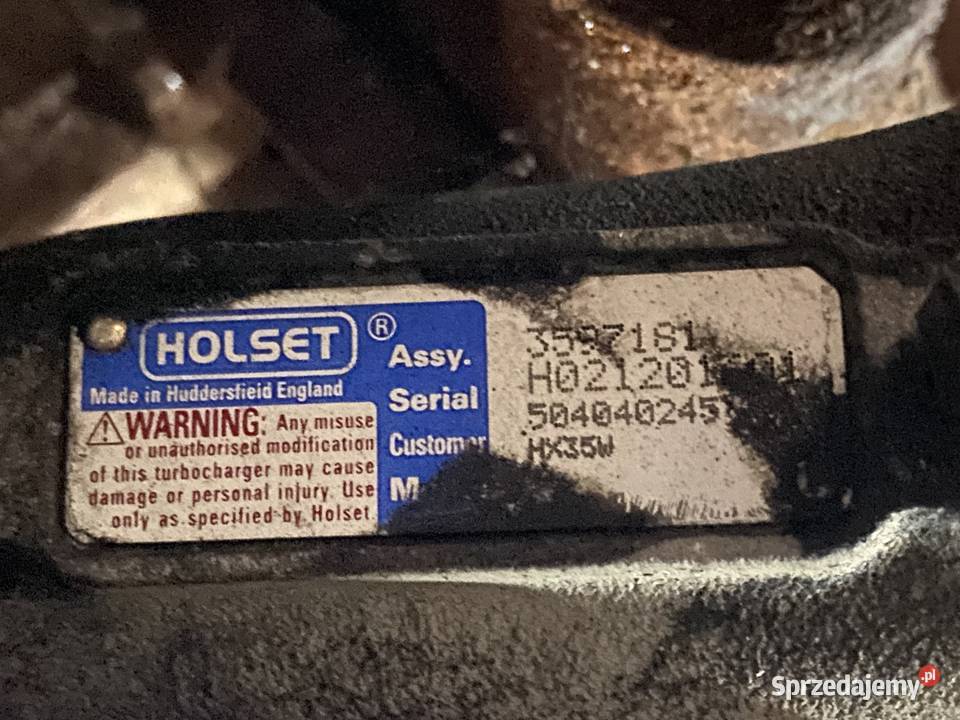 HOLSET ®
Made in Huddersfield England
WARNING: Any misuse
or unauthorised modification
of this turbocharger may cause
damage or personal injury. Use
only as specified by Holset
Assy. 3597181
Serial
Customer
HX35W
Sprzedajemy.pl